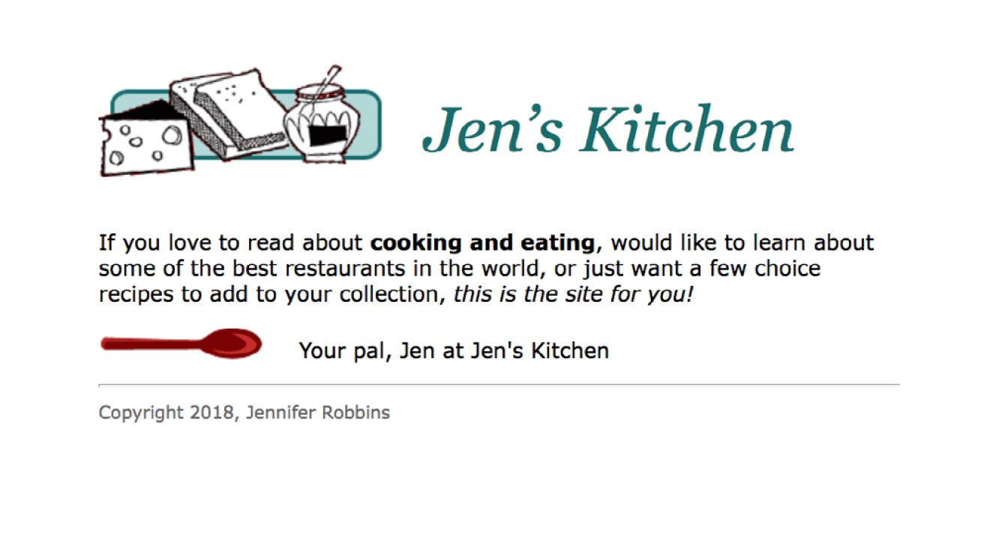 Jen’s Kitchen
If you love to read about cooking and eating, would like to learn about
some of the best restaurants in the world, or just want a few choice
recipes to add to your collection, this is the site for you!
Your pal, Jen at Jen's Kitchen
Copyright 2018, Jennifer Robbins